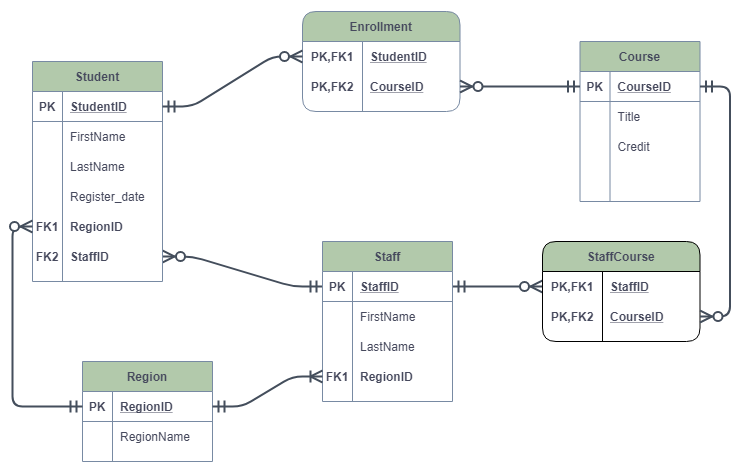 Enrollment
PK,FK1 StudentID
PK,FK2 CourseID
Course
PK CourseID
Title
Credit
Student
PK StudentID
FirstName
LastName
Register_date
FK1 RegionID
FK2 StaffID
Staff
PK StaffID
FirstName
LastName
FK1 RegionID
StaffCourse
PK,FK1 StaffID
PK,FK2 CourseID
Region
PK RegionID
RegionName